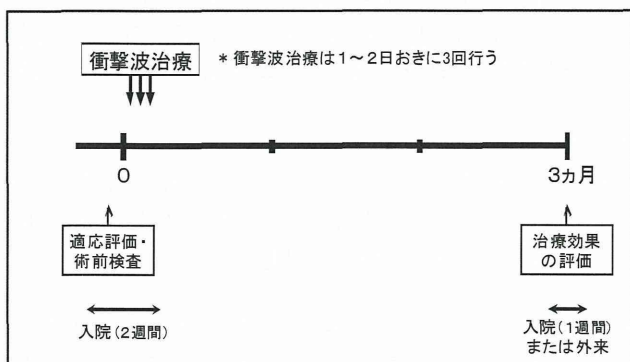 衝撃波治療
* 衝撃波治療は1～2日おきに3回行う
0
3ヵ月
適応評価・
術前検査
治療効果
の評価
入院(2週間)
入院(1週間)
または外来